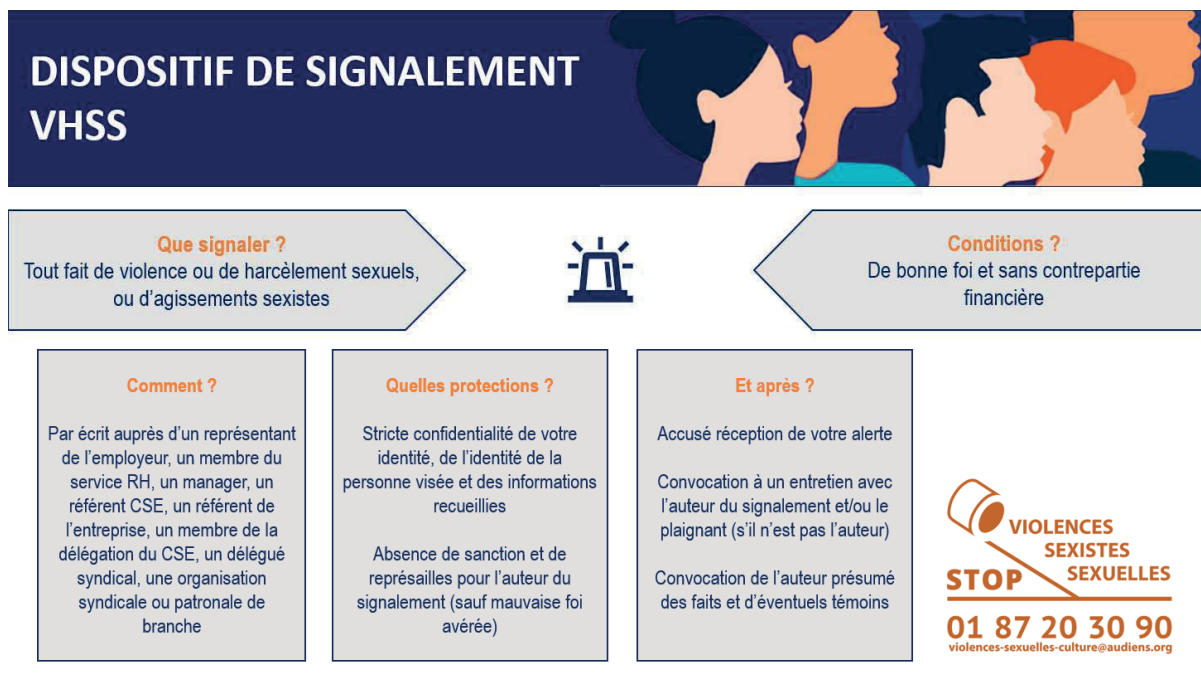 DISPOSITIF DE SIGNALEMENT
VHSS
Que signaler ?
Tout fait de violence ou de harcèlement sexuels,
ou d'agissements sexistes
Conditions ?
De bonne foi et sans contrepartie
financière
Comment ?
Par écrit auprès d'un représentant
de l'employeur, un membre du
service RH, un manager, un
référent CSE, un référent de
l'entreprise, un membre de la
délégation du CSE, un délégué
syndical, une organisation
syndicale ou patronale de
branche
Quelles protections ?
Stricte confidentialité de votre
identité, de l'identité de la
personne visée et des informations
recueillies
Absence de sanction et de
représailles pour l'auteur du
signalement (sauf mauvaise foi
avérée)
Et après ?
Accusé réception de votre alerte
Convocation à un entretien avec
l'auteur du signalement et/ou le
plaignant (s'il n'est pas l'auteur)
Convocation de l'auteur présumé
des faits et d'éventuels témoins
VIOLENCES
SEXISTES
STOP SEXUELLES
01 87 20 30 90
violences-sexuelles-culture@audiens.org